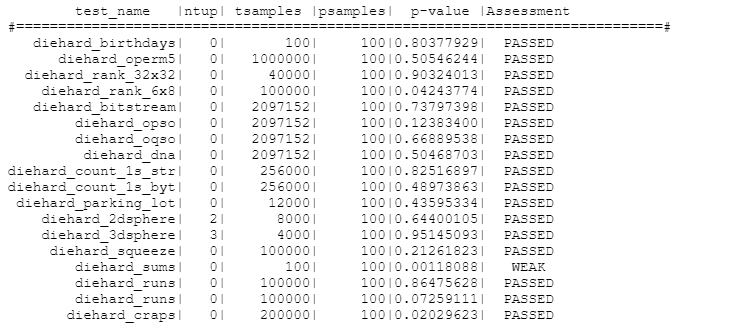 test_name |ntup| tsamples |psamples| p-value |Assessment
#=============================================================================#
diehard_birthdays| 0| 100| 100|0.80377929| PASSED
diehard_operm5| 0| 1000000| 100|0.50546244| PASSED
diehard_rank_32x32| 0| 40000| 100|0.90324013| PASSED
diehard_rank_6x8| 0| 100000| 100|0.04243774| PASSED
diehard_bitstream| 0| 2097152| 100|0.73797398| PASSED
diehard_opso| 0| 2097152| 100|0.12383400| PASSED
diehard_oqso| 0| 2097152| 100|0.66889538| PASSED
diehard_dna| 0| 2097152| 100|0.50468703| PASSED
diehard_count_1s_str| 0| 256000| 100|0.82516897| PASSED
diehard_count_1s_byt| 0| 256000| 100|0.48973863| PASSED
diehard_parking_lot| 0| 12000| 100|0.43595334| PASSED
diehard_2dsphere| 2| 8000| 100|0.64400105| PASSED
diehard_3dsphere| 3| 4000| 100|0.95145093| PASSED
diehard_squeeze| 0| 100000| 100|0.21261823| PASSED
diehard_sums| 0| 100| 100|0.00118088| WEAK
diehard_runs| 0| 100000| 100|0.86475628| PASSED
diehard_runs| 0| 100000| 100|0.07259111| PASSED
diehard_craps| 0| 200000| 100|0.02029623| PASSED